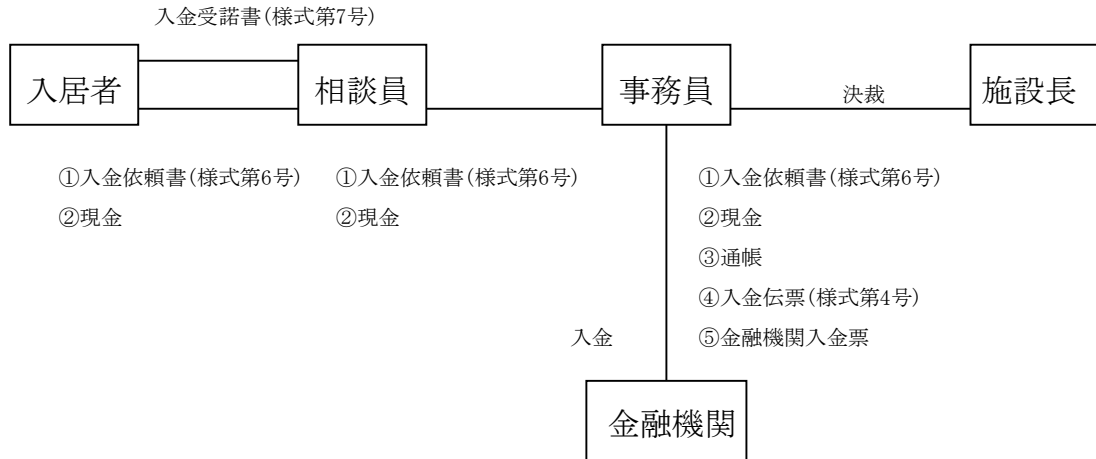 入金受諾書(様式第7号)
入居者
相談員
事務員
決裁
施設長
①入金依頼書(様式第6号)
②現金
①入金依頼書(様式第6号)
②現金
①入金依頼書(様式第6号)
②現金
③通帳
④入金伝票(様式第4号)
⑤金融機関入金票
入金
金融機関